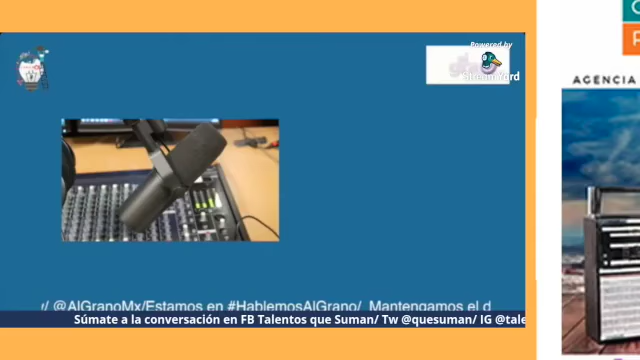 Powered by
AGENCIA
/ @AlGranoMx/Estamos en #HablemosAlGrano/ Mantengamos el d
Súmate a la conversación en FB Talentos que Suman/ Tw @quesuman/ IG @tale